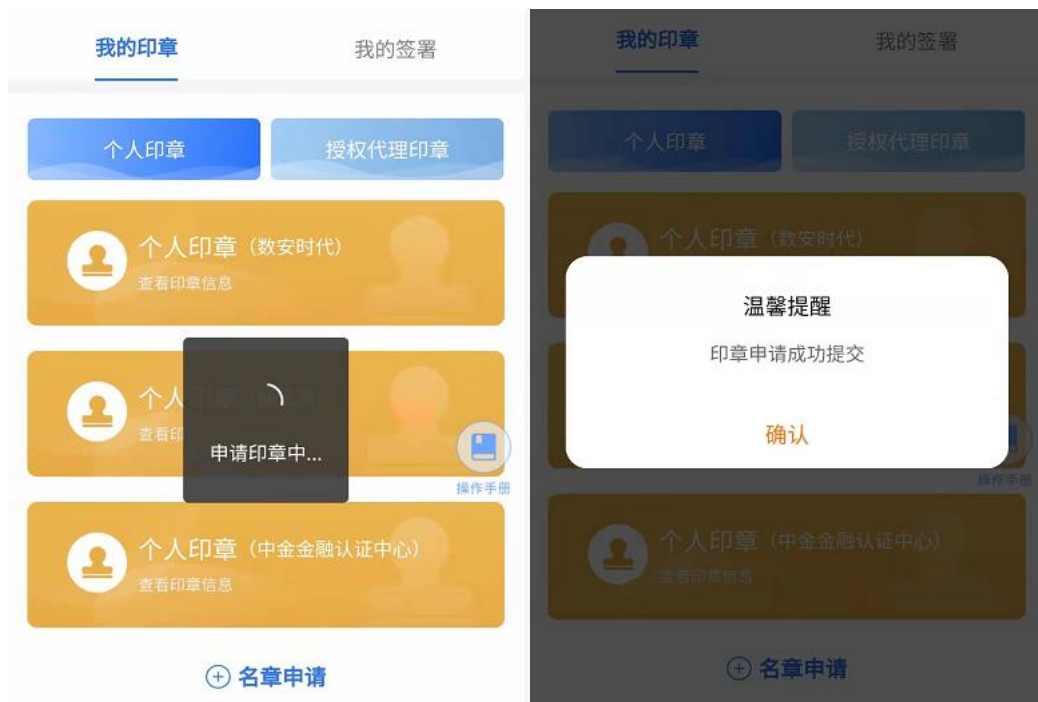 我的印章
我的签署
个人印章
授权代理印章
个人印章（数安时代）
查看印章信息
个人
查看印
申请印章中...
操作手册
个人印章（中金金融认证中心）
查看印章信息
名章申请
我的印章
我的签署
个人印章
授权代理印章
个人印章（数安时代）
温馨提醒
印章申请成功提交
确认
操作手册
个人印章（中金金融认证中心）
查看印章信息
名章申请